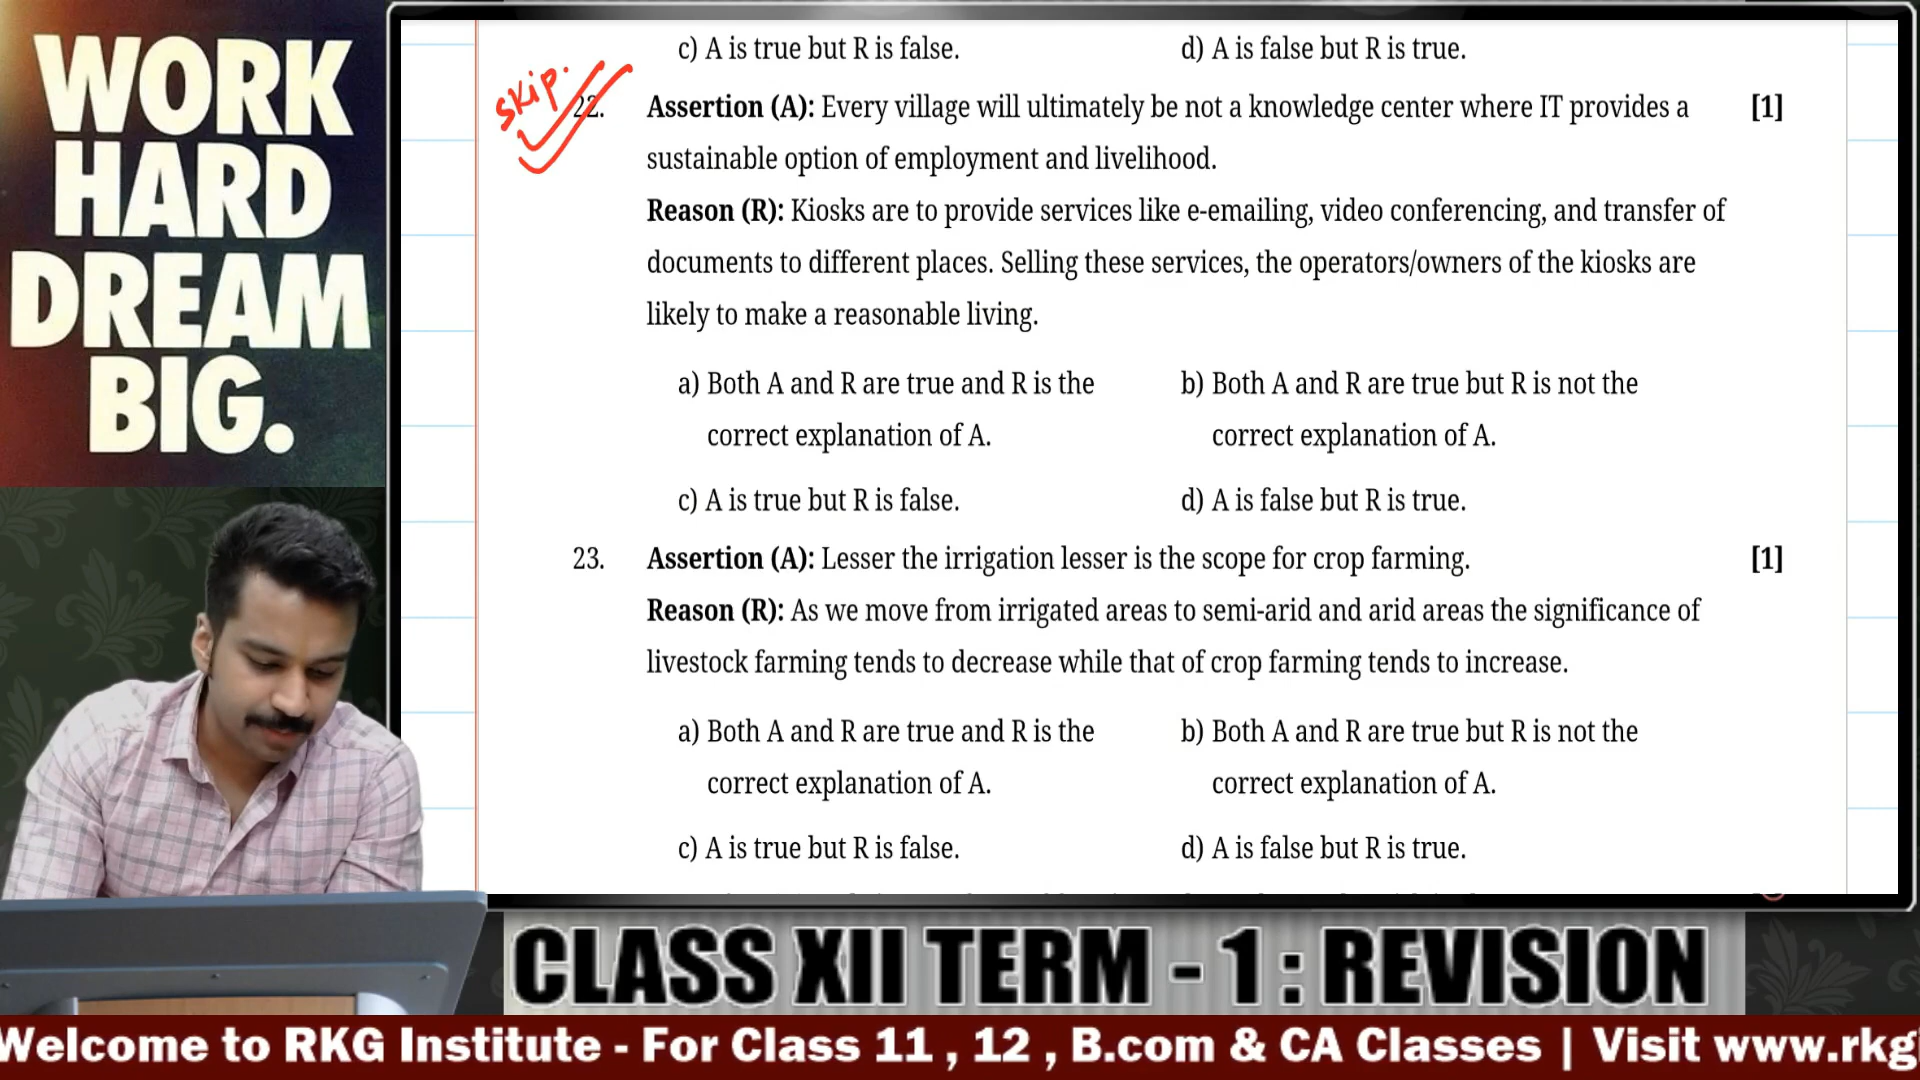 WORK
HARD
DREAM
BIG.
c) A is true but R is false. d) A is false but R is true.
skip.
22. Assertion (A): Every village will ultimately be not a knowledge center where IT provides a [1]
sustainable option of employment and livelihood.
Reason (R): Kiosks are to provide services like e-emailing, video conferencing, and transfer of
documents to different places. Selling these services, the operators/owners of the kiosks are
likely to make a reasonable living.
a) Both A and R are true and R is the b) Both A and R are true but R is not the
correct explanation of A. correct explanation of A.
c) A is true but R is false. d) A is false but R is true.
23. Assertion (A): Lesser the irrigation lesser is the scope for crop farming. [1]
Reason (R): As we move from irrigated areas to semi-arid and arid areas the significance of
livestock farming tends to decrease while that of crop farming tends to increase.
a) Both A and R are true and R is the b) Both A and R are true but R is not the
correct explanation of A. correct explanation of A.
c) A is true but R is false. d) A is false but R is true.
CLASS XII TERM - 1 : REVISION
Welcome to RKG Institute - For Class 11 , 12 , B.com & CA Classes | Visit www.rkg